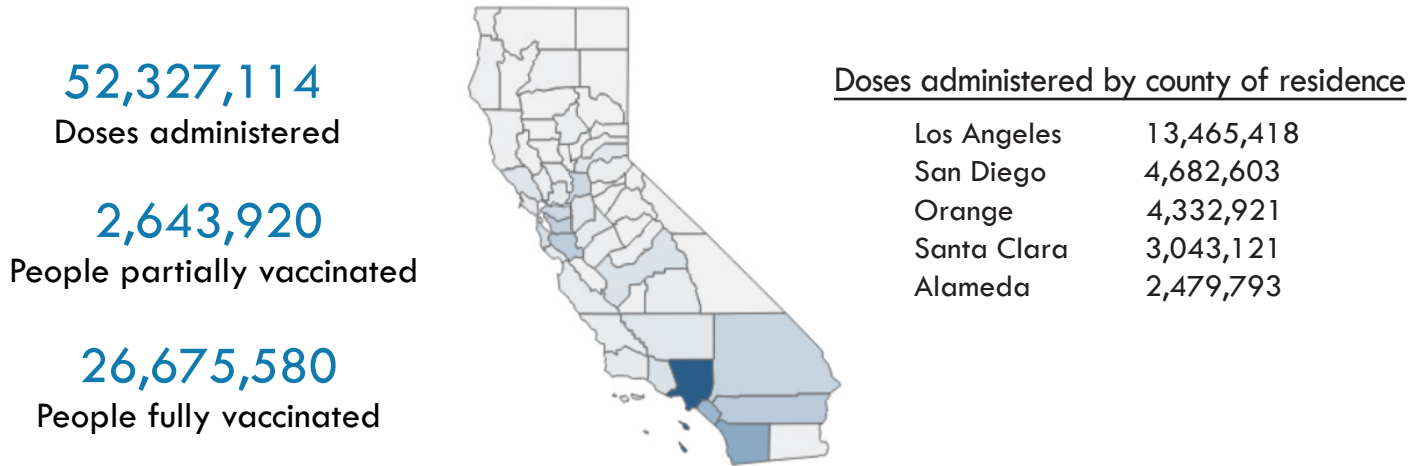 52,327,114
Doses administered
2,643,920
People partially vaccinated
26,675,580
People fully vaccinated
Doses administered by county of residence
Los Angeles 13,465,418
San Diego 4,682,603
Orange 4,332,921
Santa Clara 3,043,121
Alameda 2,479,793